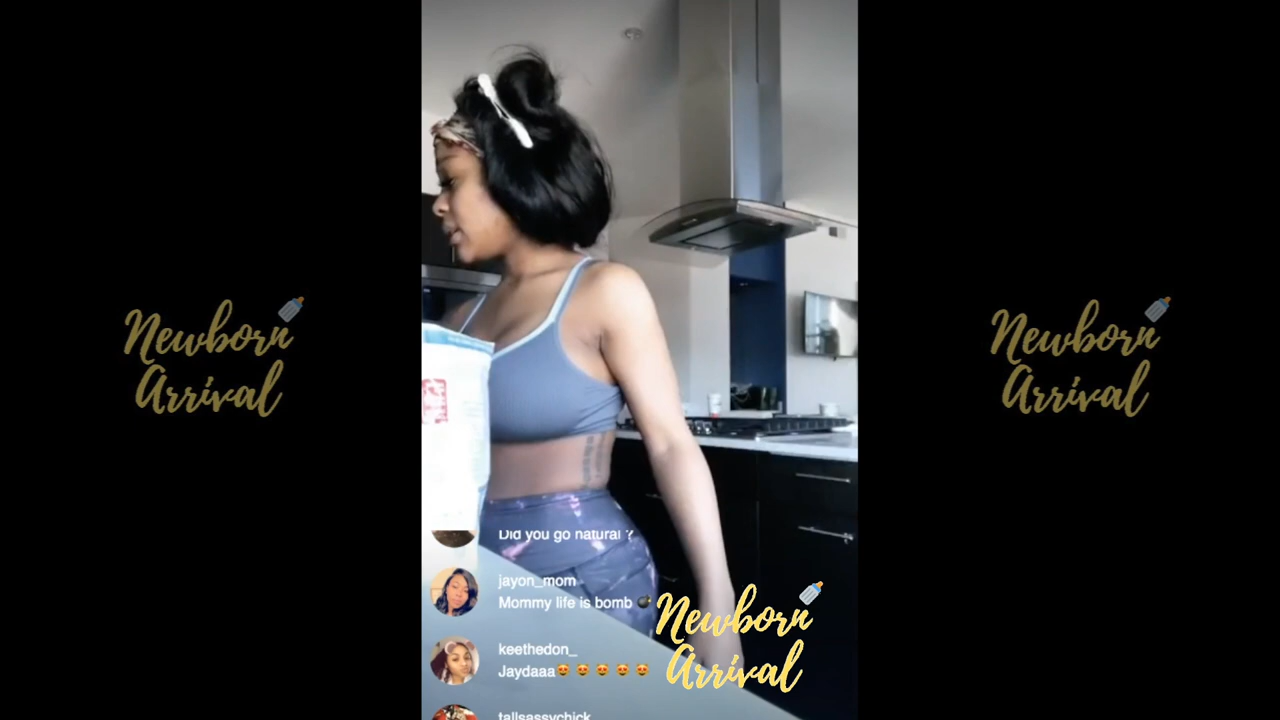 Newborn
Arrival
Did you go natural ?
jayon_mom
Mommy life is bomb 💣
keethedon_
Jaydaaa😍😍😍😍😍
tallsassychick
Newborn
Arrival
Newborn
Arrival